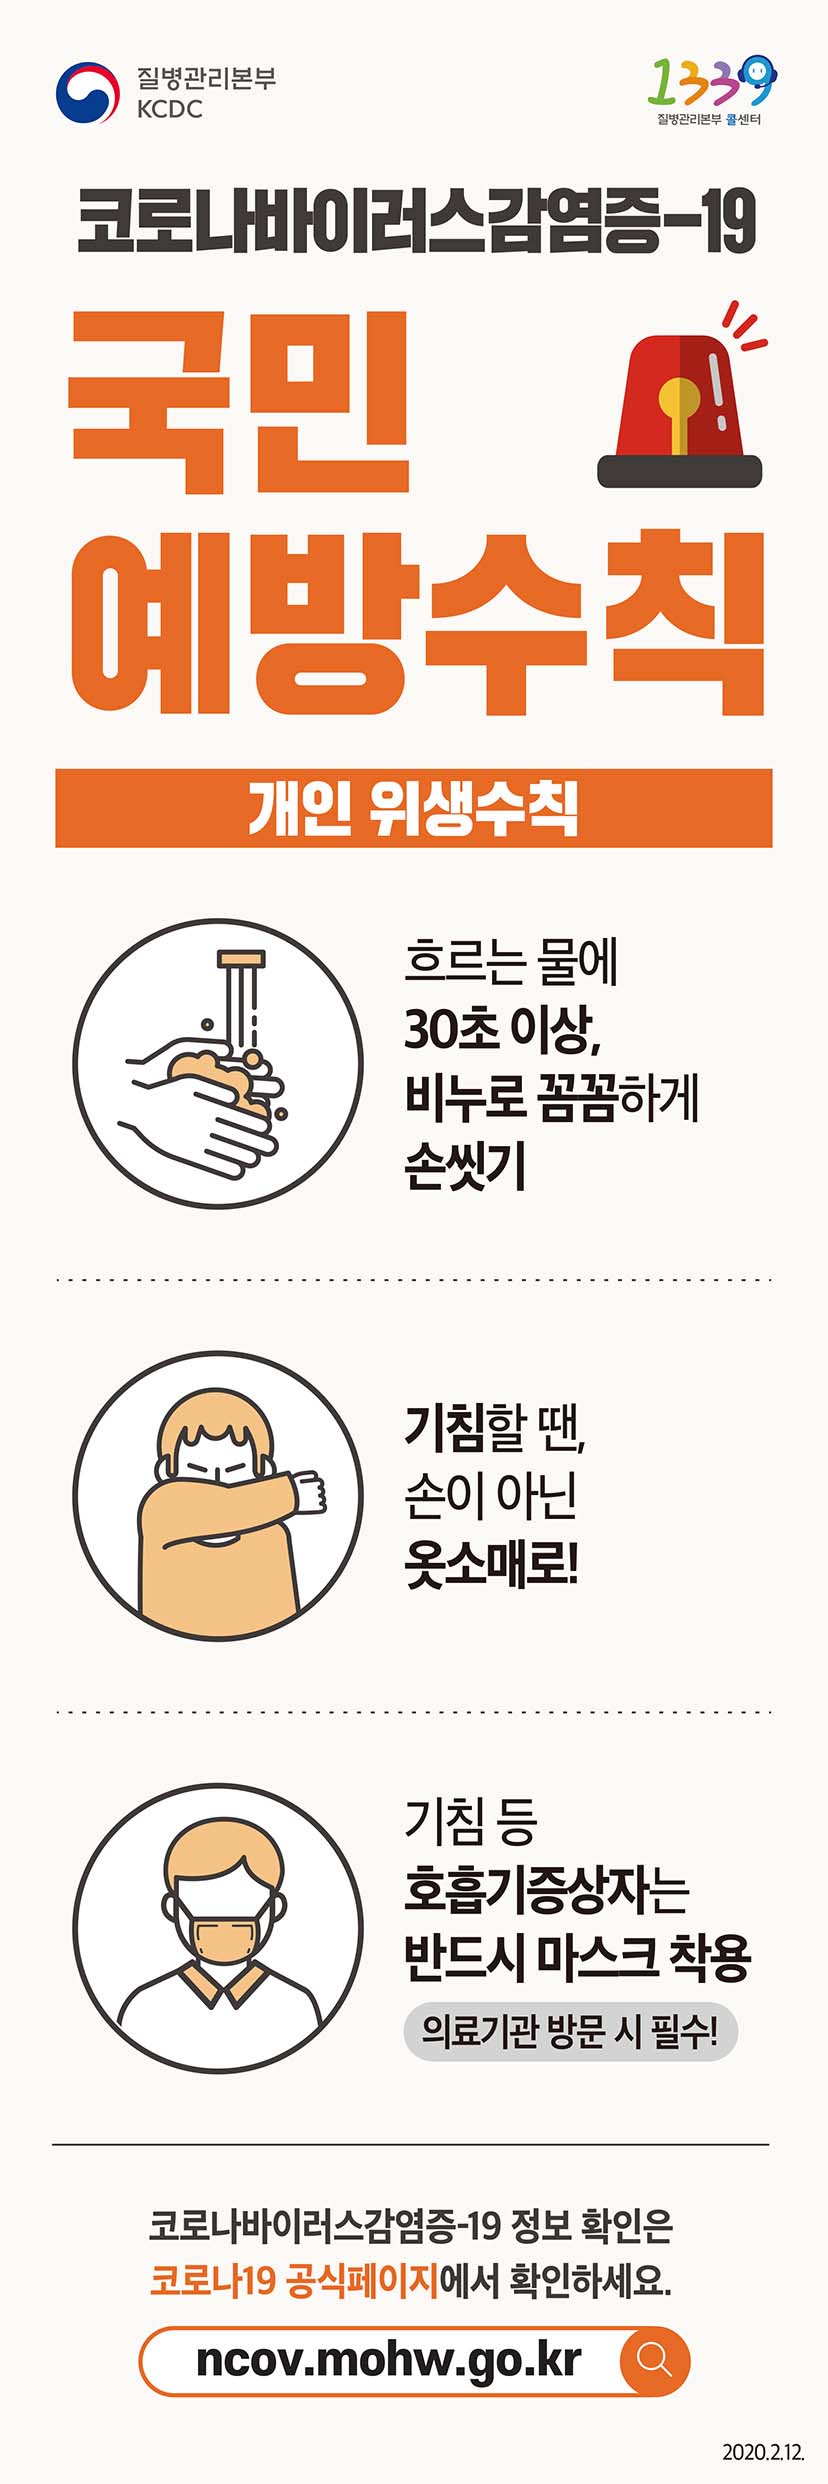 질병관리본부
KCDC
1339
질병관리본부 콜센터
코로나바이러스감염증-19
국민
예방수칙
개인 위생수칙
흐르는 물에
30초 이상,
비누로 꼼꼼하게
손씻기
기침할 땐,
손이 아닌
옷소매로!
기침 등
호흡기증상자는
반드시 마스크 착용
의료기관 방문 시 필수!
코로나바이러스감염증-19 정보 확인은
코로나19 공식페이지에서 확인하세요.
ncov.mohw.go.kr
2020.2.12.